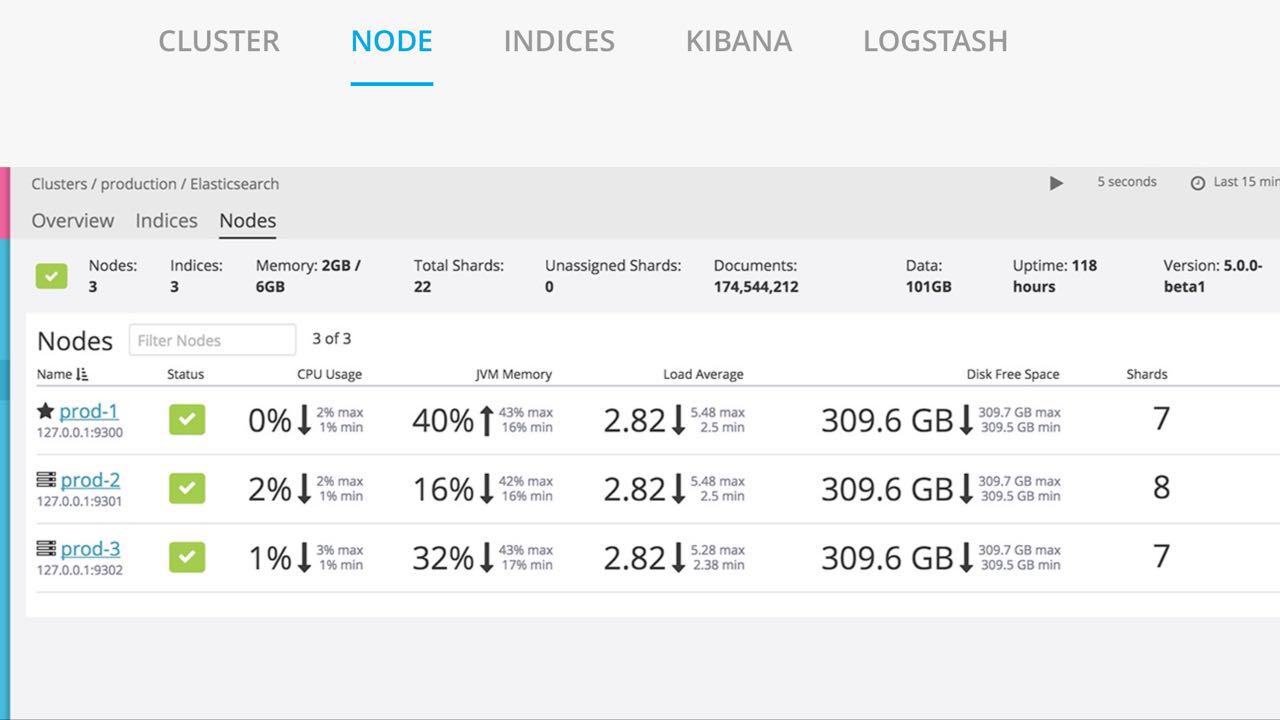 CLUSTER NODE INDICES KIBANA LOGSTASH
Clusters / production / Elasticsearch 5 seconds Last 15 min
Overview Indices Nodes
Nodes: Indices: Memory: 2GB / Total Shards: Unassigned Shards: Documents: Data: Uptime: 118 Version: 5.0.0-
3 3 6GB 22 0 174,544,212 101GB hours beta1
Nodes Filter Nodes 3 of 3
Name Status CPU Usage JVM Memory Load Average Disk Free Space Shards
prod-1 0% 2% max 40% 43% max 2.82 5.48 max 309.6 GB 309.7 GB max 7
127.0.0.1:9300 1% min 16% min 2.5 min 309.5 GB min
prod-2 2% 2% max 16% 42% max 2.82 5.48 max 309.6 GB 309.7 GB max 8
127.0.0.1:9301 1% min 16% min 2.5 min 309.5 GB min
prod-3 1% 3% max 32% 43% max 2.82 5.28 max 309.6 GB 309.7 GB max 7
127.0.0.1:9302 1% min 17% min 2.38 min 309.5 GB min